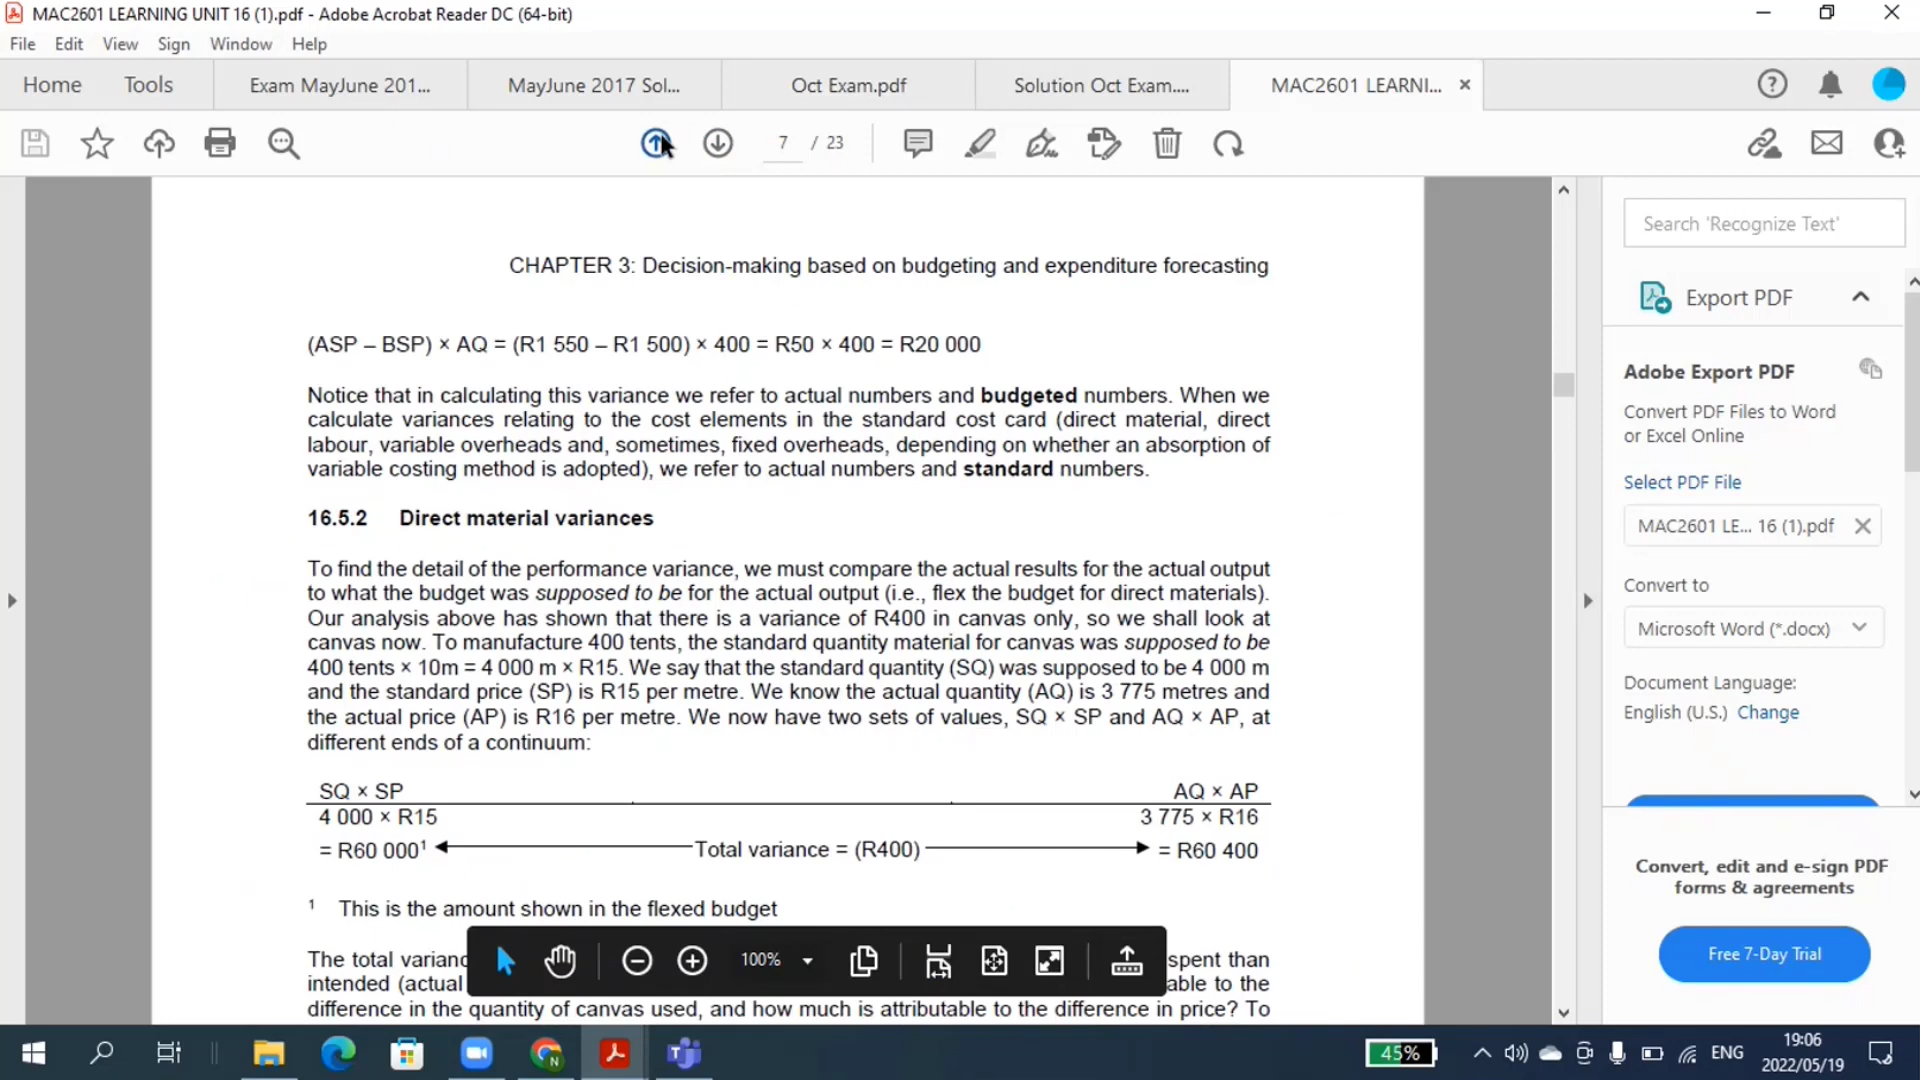 MAC2601 LEARNING UNIT 16 (1).pdf - Adobe Acrobat Reader DC (64-bit)
File Edit View Sign Window Help
Home Tools Exam MayJune 201... MayJune 2017 Sol... Oct Exam.pdf Solution Oct Exam.... MAC2601 LEARNI...
7 / 23
Search 'Recognize Text'
Export PDF
Adobe Export PDF
Convert PDF Files to Word
or Excel Online
Select PDF File
MAC2601 LE... 16 (1).pdf
Convert to
Microsoft Word (*.docx)
Document Language:
English (U.S.) Change
Convert, edit and e-sign PDF
forms & agreements
Free 7-Day Trial
CHAPTER 3: Decision-making based on budgeting and expenditure forecasting
(ASP – BSP) × AQ = (R1 550 – R1 500) × 400 = R50 × 400 = R20 000
Notice that in calculating this variance we refer to actual numbers and budgeted numbers. When we
calculate variances relating to the cost elements in the standard cost card (direct material, direct
labour, variable overheads and, sometimes, fixed overheads, depending on whether an absorption of
variable costing method is adopted), we refer to actual numbers and standard numbers.
16.5.2 Direct material variances
To find the detail of the performance variance, we must compare the actual results for the actual output
to what the budget was supposed to be for the actual output (i.e., flex the budget for direct materials).
Our analysis above has shown that there is a variance of R400 in canvas only, so we shall look at
canvas now. To manufacture 400 tents, the standard quantity material for canvas was supposed to be
400 tents × 10m = 4 000 m × R15. We say that the standard quantity (SQ) was supposed to be 4 000 m
and the standard price (SP) is R15 per metre. We know the actual quantity (AQ) is 3 775 metres and
the actual price (AP) is R16 per metre. We now have two sets of values, SQ × SP and AQ × AP, at
different ends of a continuum:
SQ × SP AQ × AP
4 000 × R15 3 775 × R16
= R60 000¹ Total variance = (R400) = R60 400
¹ This is the amount shown in the flexed budget
The total varianc spent than
intended (actual able to the
difference in the quantity of canvas used, and how much is attributable to the difference in price? To
100%
45% ENG 19:06
2022/05/19